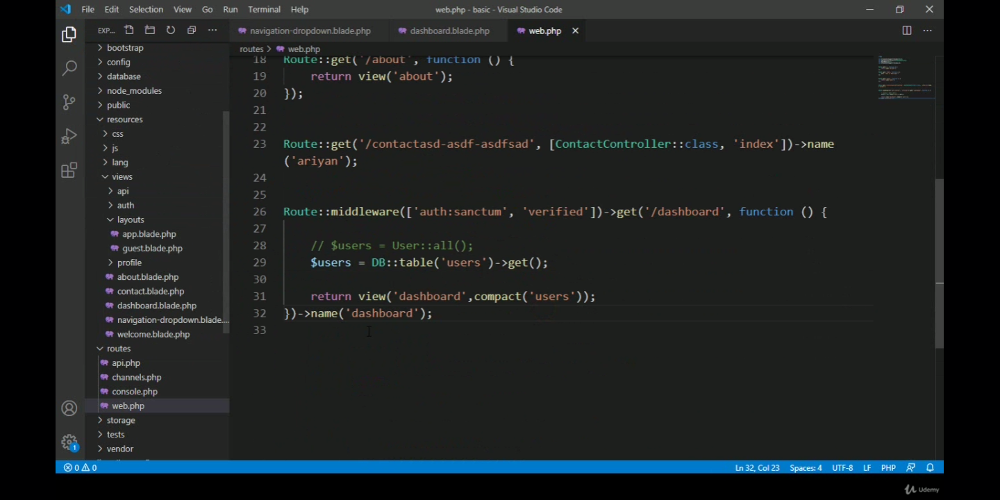 File Edit Selection View Go Run Terminal Help
web.php - basic - Visual Studio Code
EXP...
navigation-dropdown.blade.php
dashboard.blade.php
web.php
routes > web.php
bootstrap
config
database
node_modules
public
resources
css
js
lang
views
api
auth
layouts
app.blade.php
guest.blade.php
profile
about.blade.php
contact.blade.php
dashboard.blade.php
navigation-dropdown.blade....
welcome.blade.php
routes
api.php
channels.php
console.php
web.php
storage
tests
vendor
18 Route::get('/about', function () {
19     return view('about');
20 });
21
22
23 Route::get('/contactasd-asdf-asdfsad', [ContactController::class, 'index'])->name
('ariyan');
24
25
26 Route::middleware(['auth:sanctum', 'verified'])->get('/dashboard', function () {
27
28     // $users = User::all();
29     $users = DB::table('users')->get();
30
31     return view('dashboard',compact('users'));
32 })->name('dashboard');
33
1
0 0
Ln 32, Col 23 Spaces: 4 UTF-8 LF PHP
Udemy